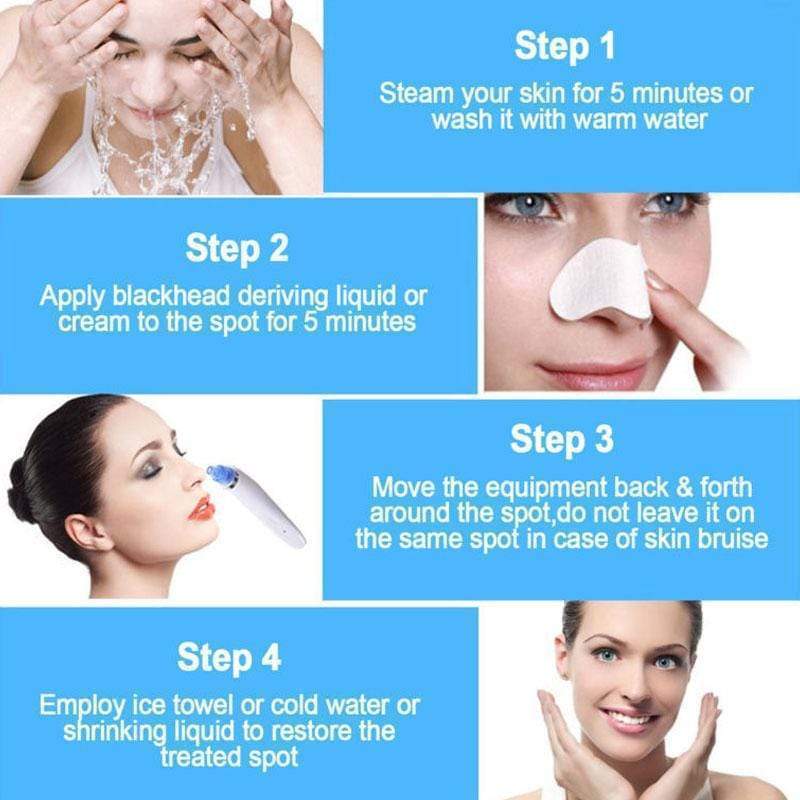 Step 1
Steam your skin for 5 minutes or
wash it with warm water
Step 2
Apply blackhead deriving liquid or
cream to the spot for 5 minutes
Step 3
Move the equipment back & forth
around the spot,do not leave it on
the same spot in case of skin bruise
Step 4
Employ ice towel or cold water or
shrinking liquid to restore the
treated spot